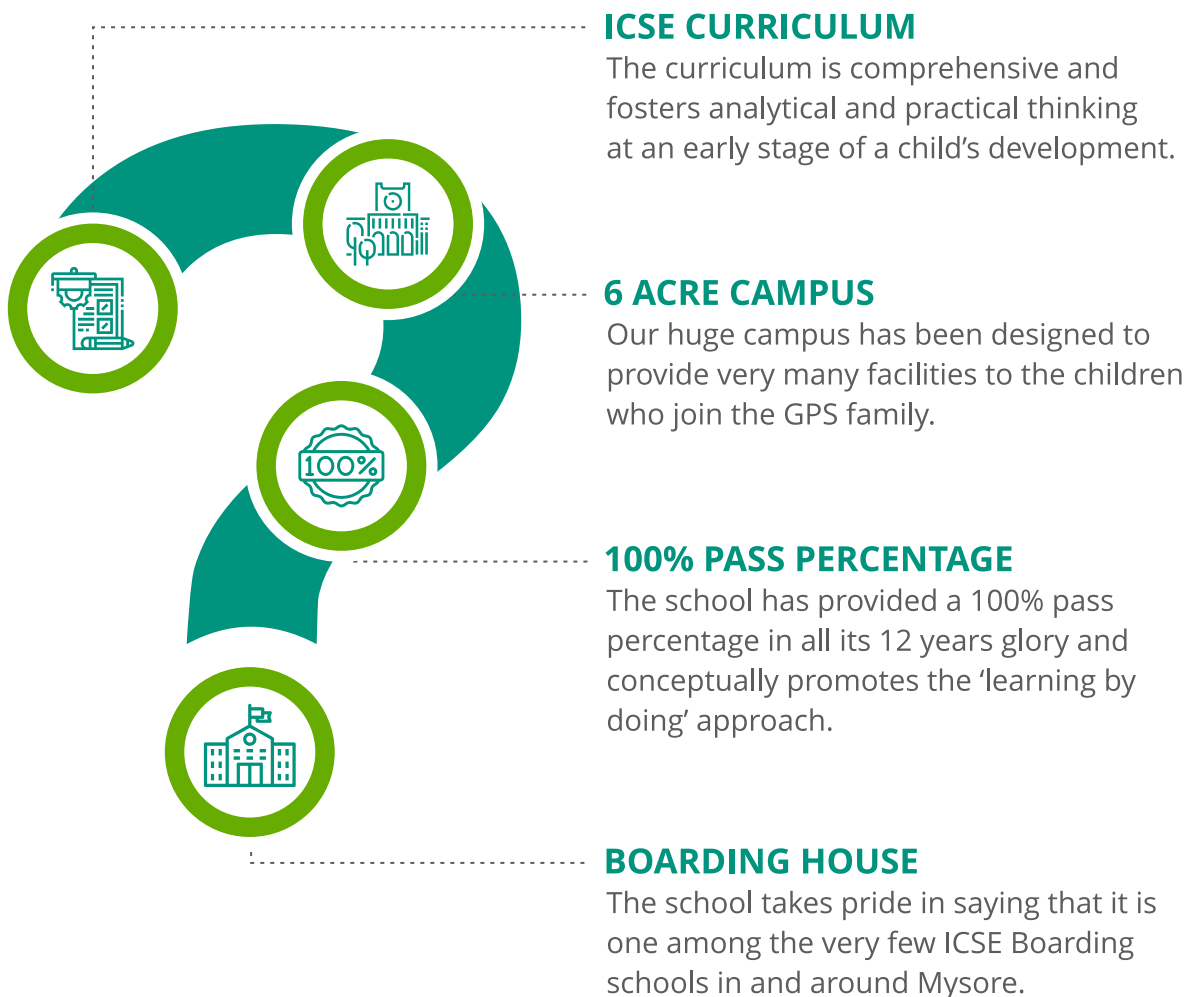 ICSE CURRICULUM
The curriculum is comprehensive and
fosters analytical and practical thinking
at an early stage of a child’s development.
6 ACRE CAMPUS
Our huge campus has been designed to
provide very many facilities to the children
who join the GPS family.
100%
100% PASS PERCENTAGE
The school has provided a 100% pass
percentage in all its 12 years glory and
conceptually promotes the ‘learning by
doing’ approach.
BOARDING HOUSE
The school takes pride in saying that it is
one among the very few ICSE Boarding
schools in and around Mysore.